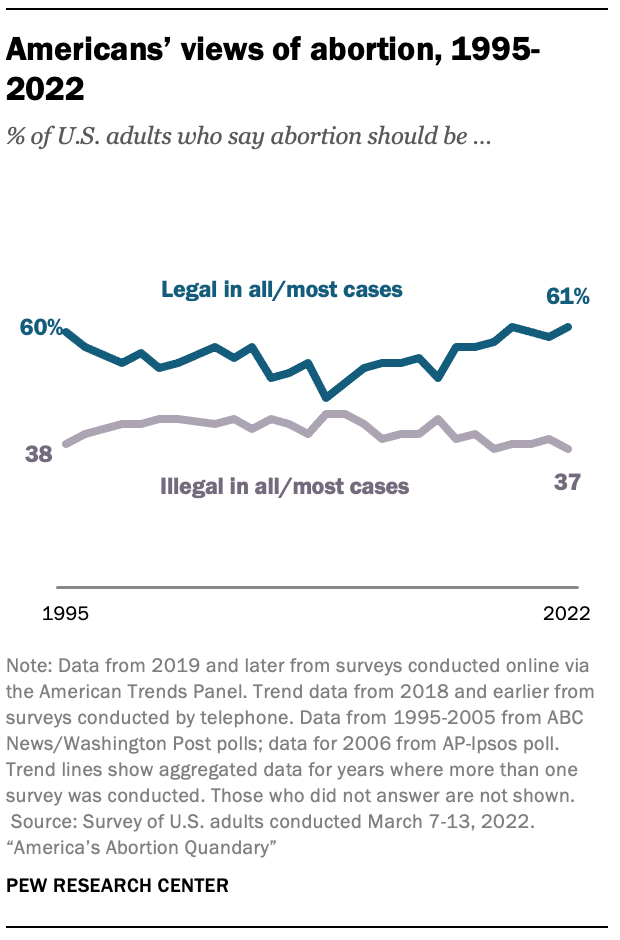 Americans’ views of abortion, 1995-
2022
% of U.S. adults who say abortion should be ...
Legal in all/most cases
61%
60%
38
Illegal in all/most cases
37
1995
2022
Note: Data from 2019 and later from surveys conducted online via
the American Trends Panel. Trend data from 2018 and earlier from
surveys conducted by telephone. Data from 1995-2005 from ABC
News/Washington Post polls; data for 2006 from AP-Ipsos poll.
Trend lines show aggregated data for years where more than one
survey was conducted. Those who did not answer are not shown.
Source: Survey of U.S. adults conducted March 7-13, 2022.
“America’s Abortion Quandary”
PEW RESEARCH CENTER